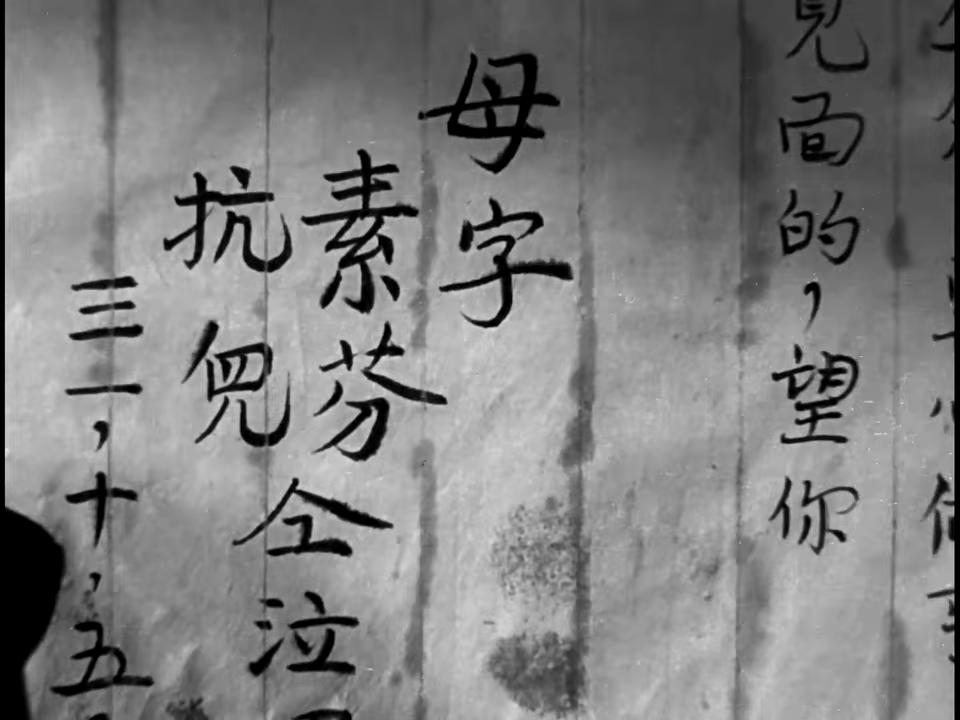 見面的，望你
母字
素芬
抗兒
仝泣
三一，十，五